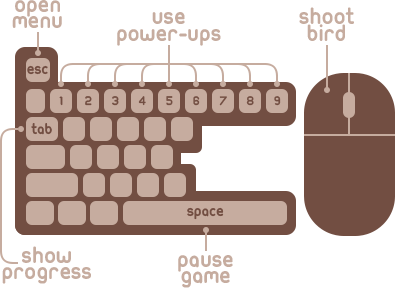 open
menu
use
power-ups
shoot
bird
esc
1 2 3 4 5 6 7 8 9
tab
space
show
progress
pause
game